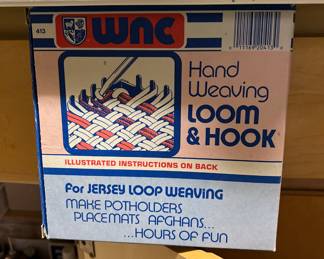 413
WNC
Hand
Weaving
LOOM
& HOOK
ILLUSTRATED INSTRUCTIONS ON BACK
For JERSEY LOOP WEAVING
MAKE POTHOLDERS
PLACEMATS AFGHANS...
...HOURS OF FUN